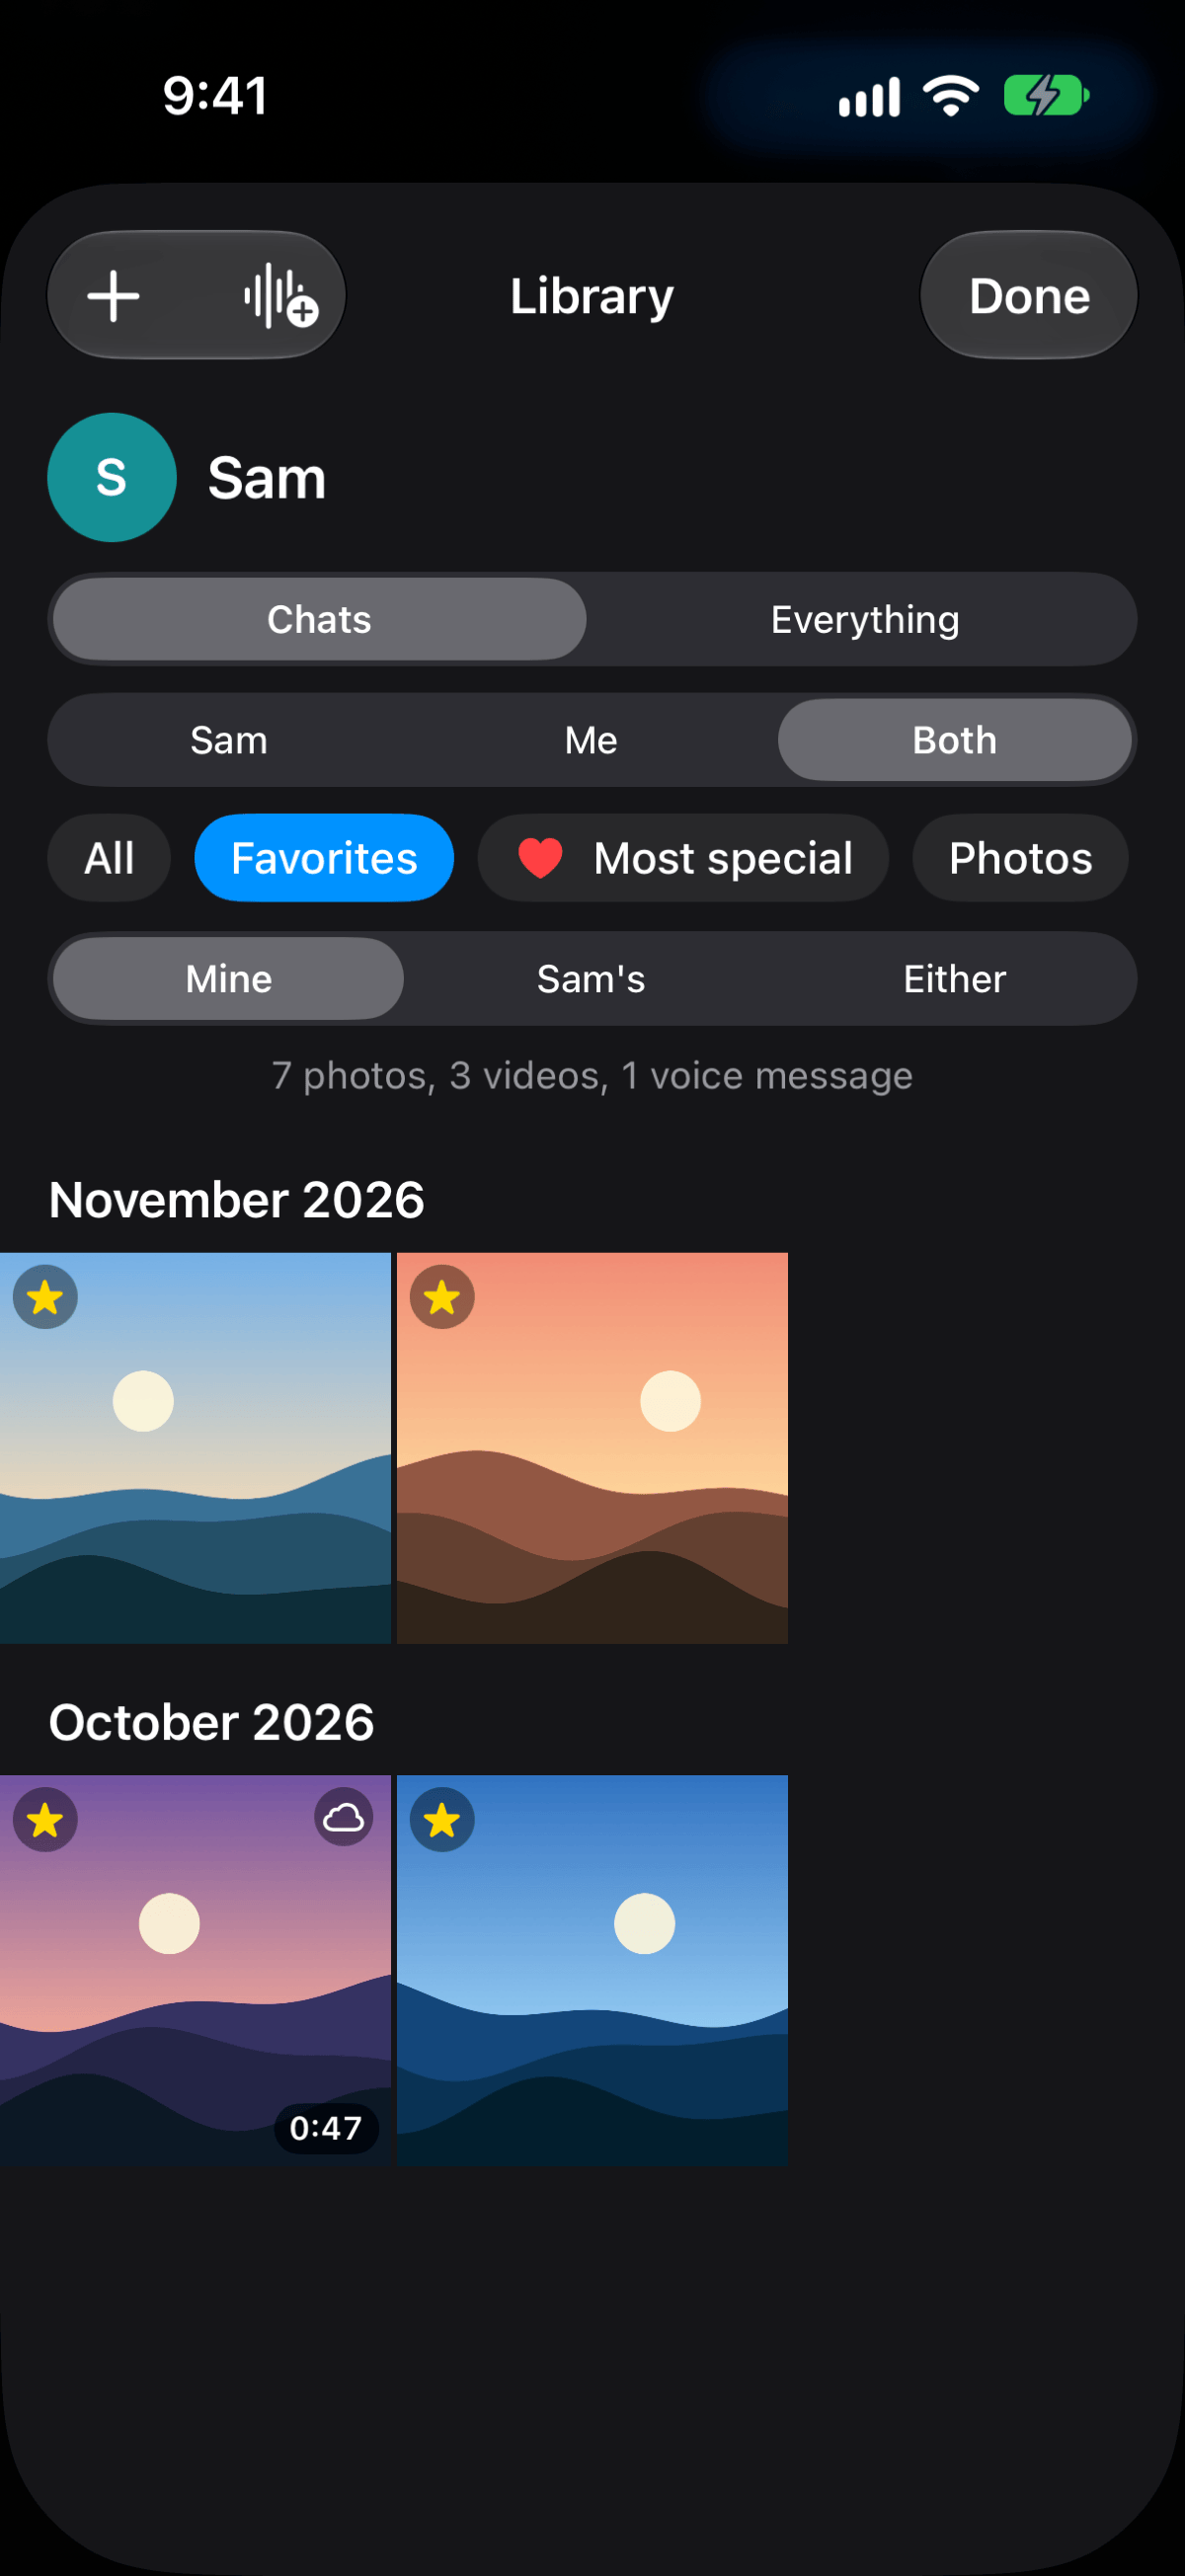 9:41
Library
Done
S
Sam
Chats
Everything
Sam
Me
Both
All
Favorites
Most special
Photos
Mine
Sam's
Either
7 photos, 3 videos, 1 voice message
November 2026
October 2026
0:47